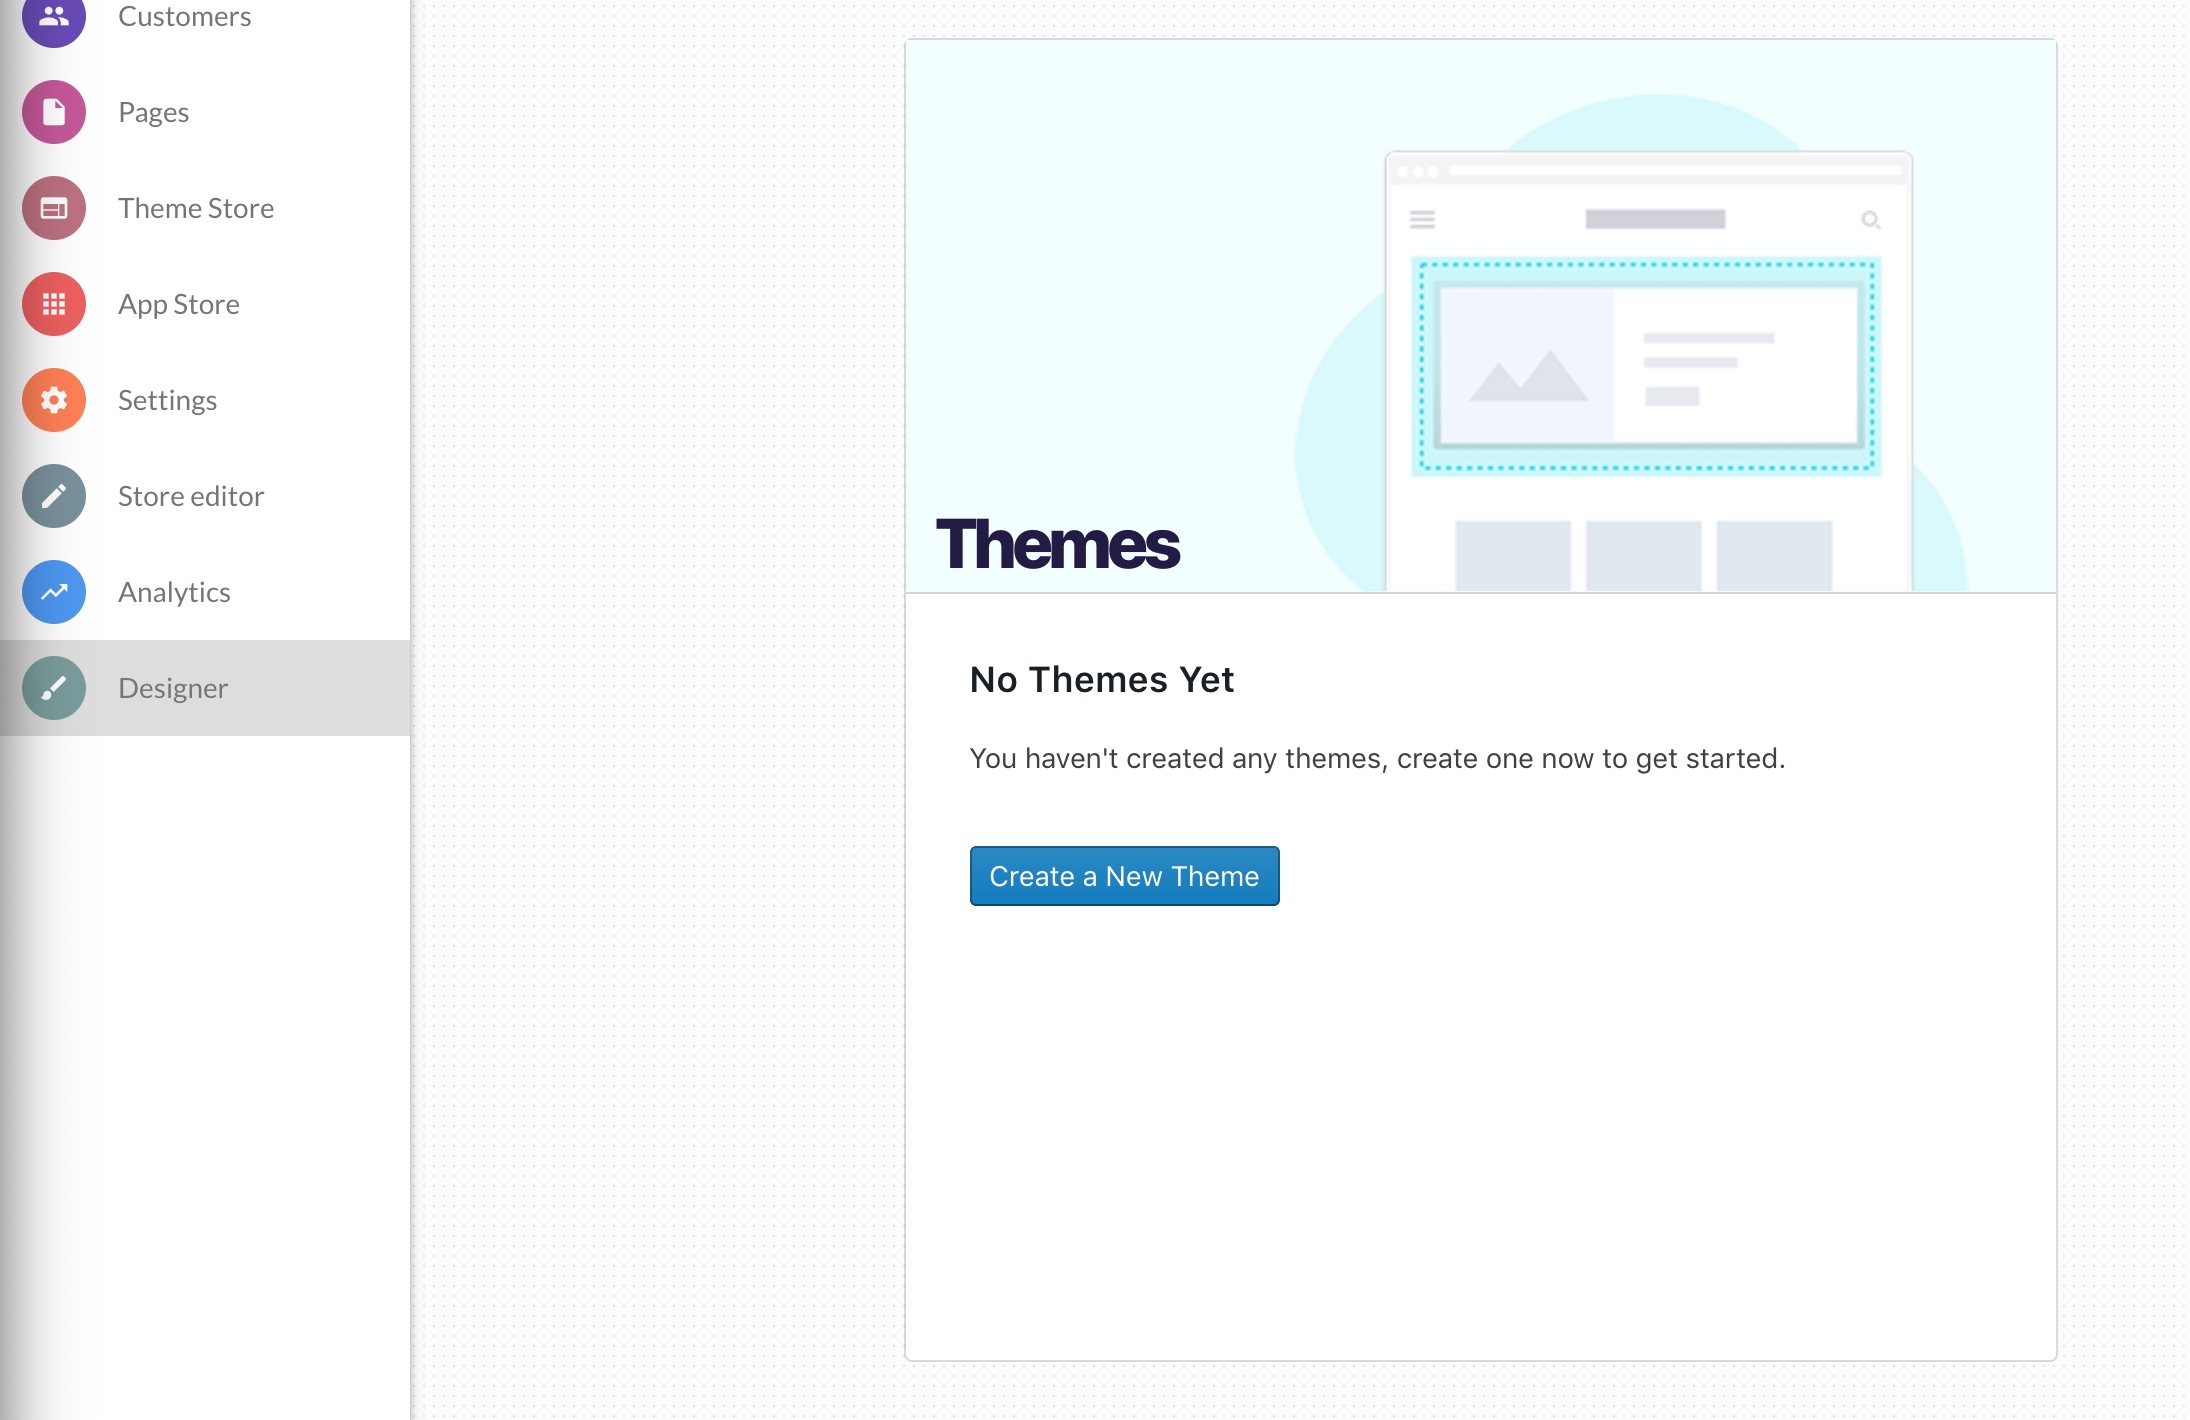 Customers
Pages
Theme Store
App Store
Settings
Store editor
Analytics
Designer
Themes
No Themes Yet
You haven't created any themes, create one now to get started.
Create a New Theme